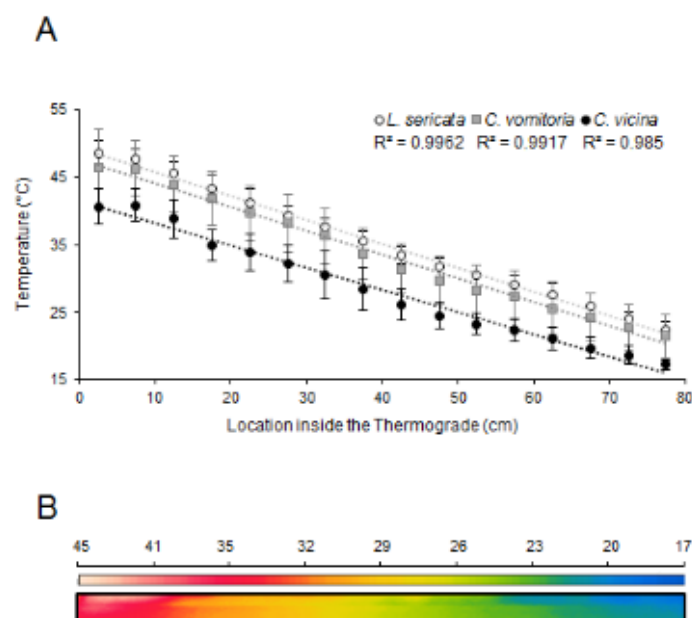 A
55
45
35
25
15
Temperature (°C)
L. sericata C. vomitoria C. vicina
R² = 0.9962 R² = 0.9917 R² = 0.985
0 10 20 30 40 50 60 70 80
Location inside the Thermograde (cm)
B
45 41 35 32 29 26 23 20 17